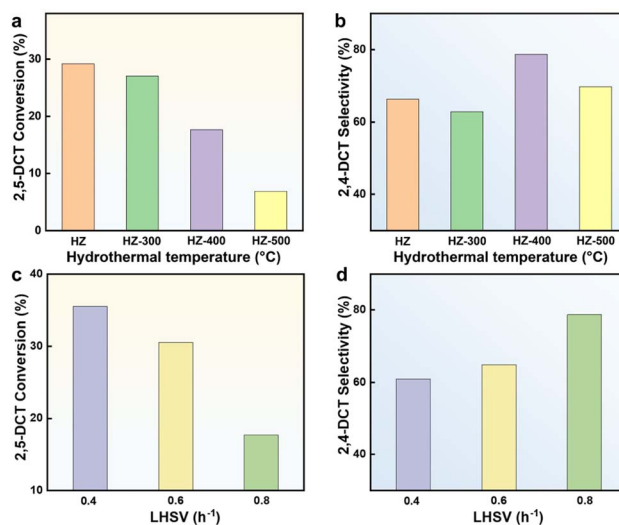 a
2,5-DCT Conversion (%)
30
20
10
0
HZ HZ-300 HZ-400 HZ-500
Hydrothermal temperature (°C)
b
2,4-DCT Selectivity (%)
80
60
40
HZ HZ-300 HZ-400 HZ-500
Hydrothermal temperature (°C)
c
2,5-DCT Conversion (%)
40
30
20
10
0.4 0.6 0.8
LHSV (h⁻¹)
d
2,4-DCT Selectivity (%)
80
60
40
0.4 0.6 0.8
LHSV (h⁻¹)